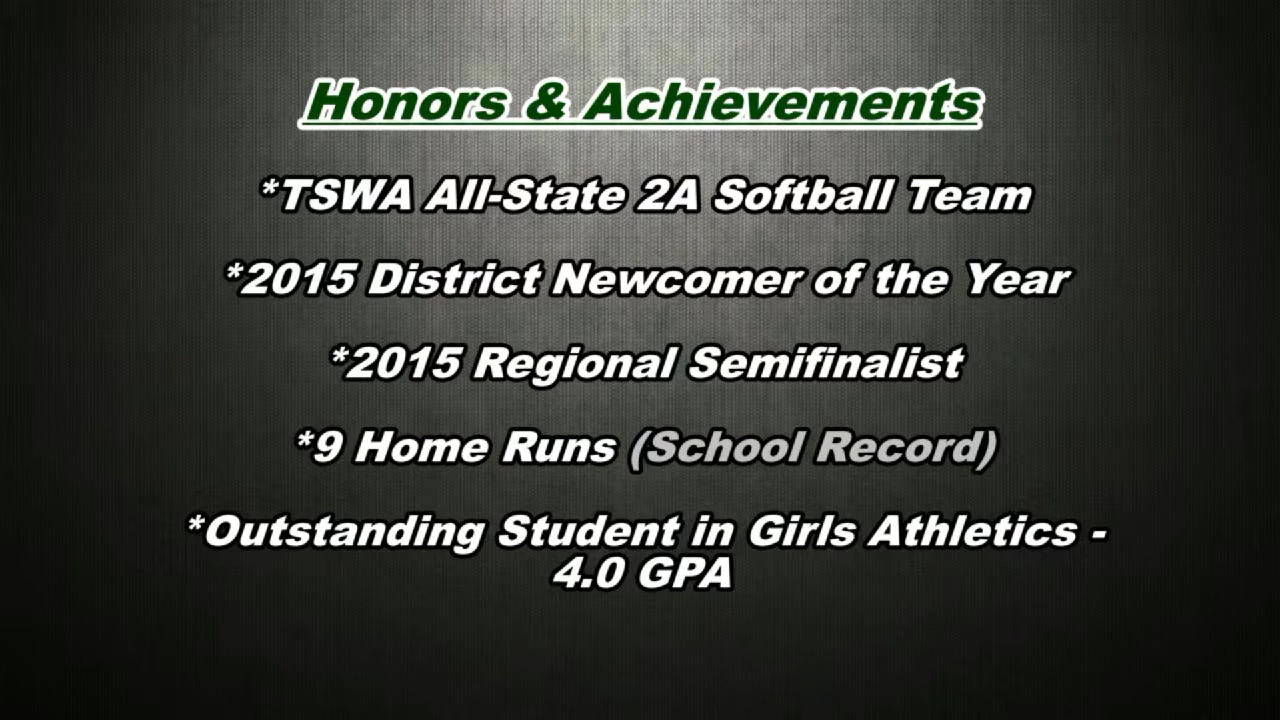 Honors & Achievements
*TSWA All-State 2A Softball Team
*2015 District Newcomer of the Year
*2015 Regional Semifinalist
*9 Home Runs (School Record)
*Outstanding Student in Girls Athletics -
4.0 GPA